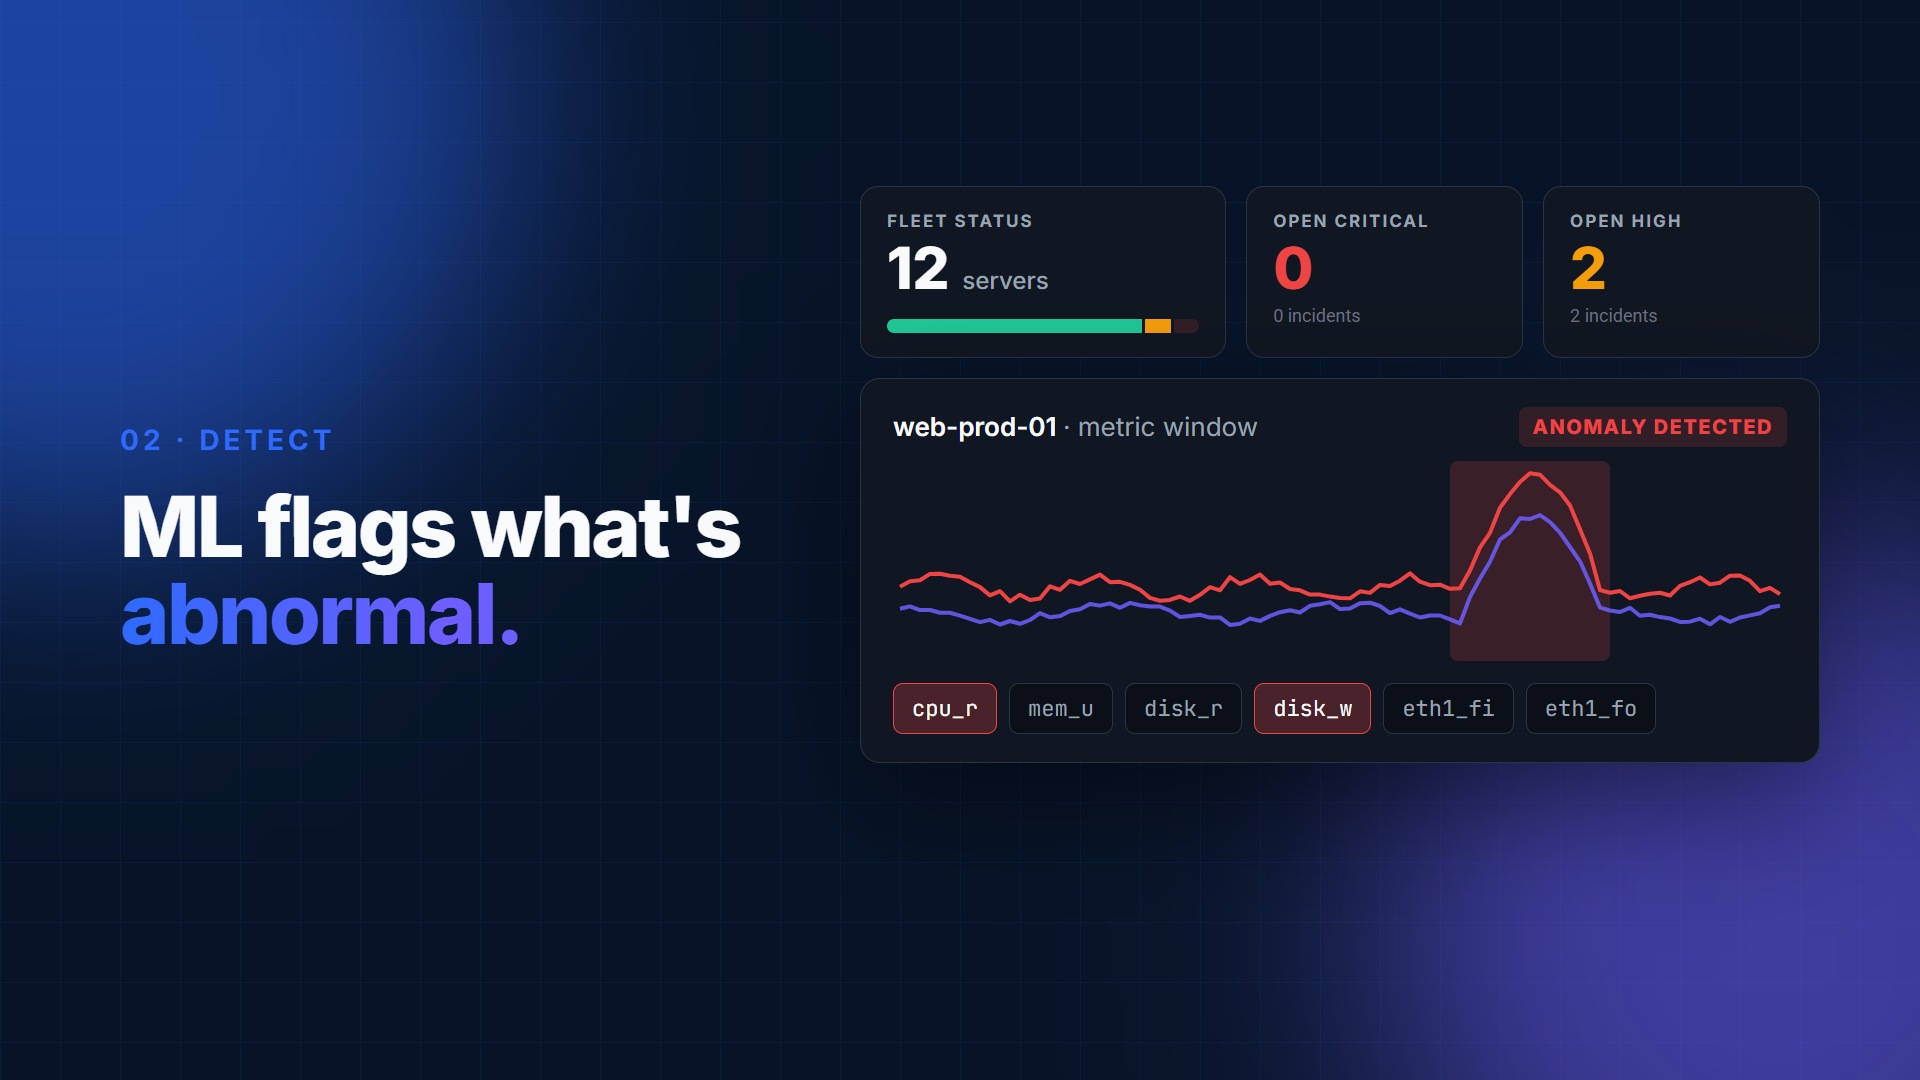 02 · DETECT
ML flags what's
abnormal.
FLEET STATUS
12 servers
OPEN CRITICAL
0
0 incidents
OPEN HIGH
2
2 incidents
web-prod-01 · metric window
ANOMALY DETECTED
cpu_r mem_u disk_r disk_w eth1_fi eth1_fo